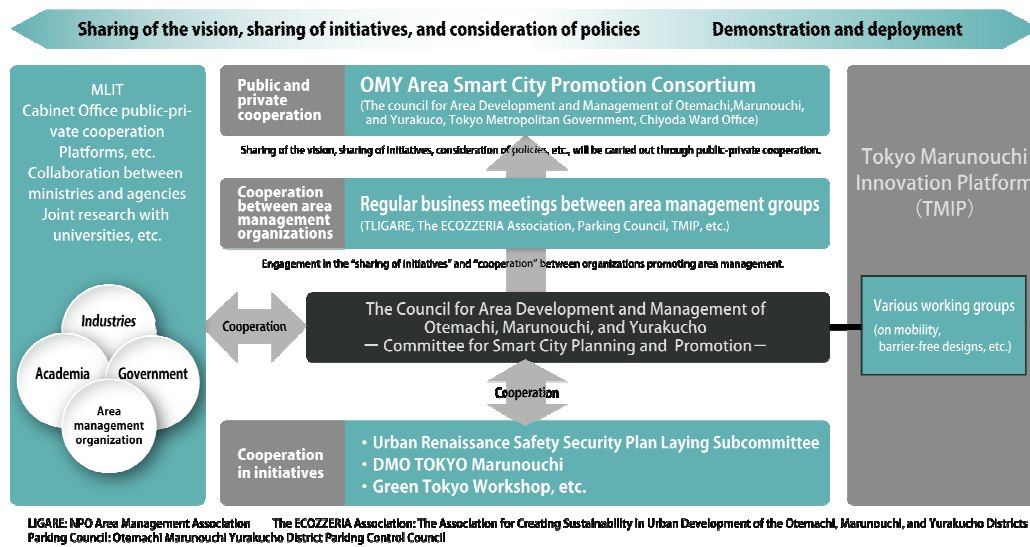 Sharing of the vision, sharing of initiatives, and consideration of policies
Demonstration and deployment
MLIT
Cabinet Office public-pri-
vate cooperation
Platforms, etc.
Collaboration between
ministries and agencies
Joint research with
universities, etc.
Industries
Academia
Government
Area
management
organization
Public and
private
cooperation
OMY Area Smart City Promotion Consortium
(The council for Area Development and Management of Otemachi,Marunouchi,
and Yurakuco, Tokyo Metropolitan Government, Chiyoda Ward Office)
Sharing of the vision, sharing of initiatives, consideration of policies, etc., will be carried out through public-private cooperation.
Cooperation
between area
management
organizations
Regular business meetings between area management groups
(TLIGARE, The ECOZZERIA Association, Parking Council, TMIP, etc.)
Engagement in the “sharing of initiatives” and “cooperation” between organizations promoting area management.
Cooperation
The Council for Area Development and Management of
Otemachi, Marunouchi, and Yurakucho
— Committee for Smart City Planning and Promotion —
Cooperation
Cooperation
in initiatives
・Urban Renaissance Safety Security Plan Laying Subcommittee
・DMO TOKYO Marunouchi
・Green Tokyo Workshop, etc.
Tokyo Marunouchi
Innovation Platform
（TMIP）
Various working groups
(on mobility,
barrier-free designs, etc.)
LIGARE: NPO Area Management Association The ECOZZERIA Association: The Association for Creating Sustainability in Urban Development of the Otemachi, Marunouchi, and Yurakucho Districts
Parking Council: Otemachi Marunouchi Yurakucho District Parking Control Council